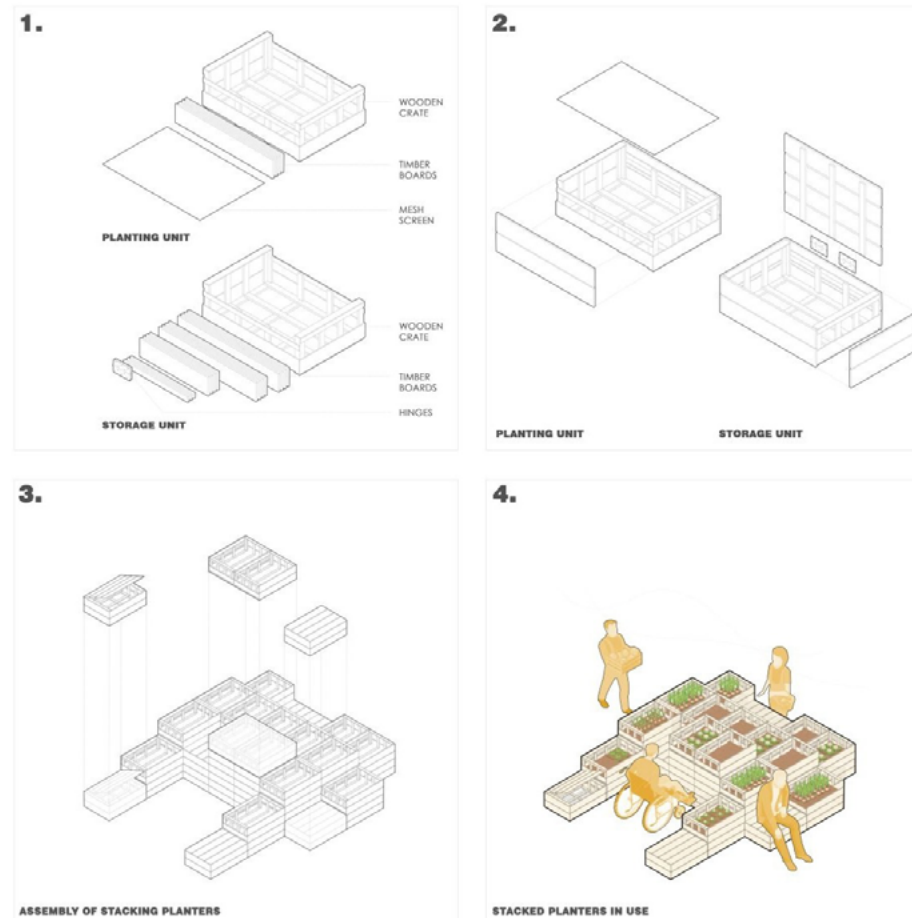 1.
WOODEN
CRATE
TIMBER
BOARDS
MESH
SCREEN
PLANTING UNIT
WOODEN
CRATE
TIMBER
BOARDS
HINGES
STORAGE UNIT
2.
PLANTING UNIT
STORAGE UNIT
3.
ASSEMBLY OF STACKING PLANTERS
4.
STACKED PLANTERS IN USE